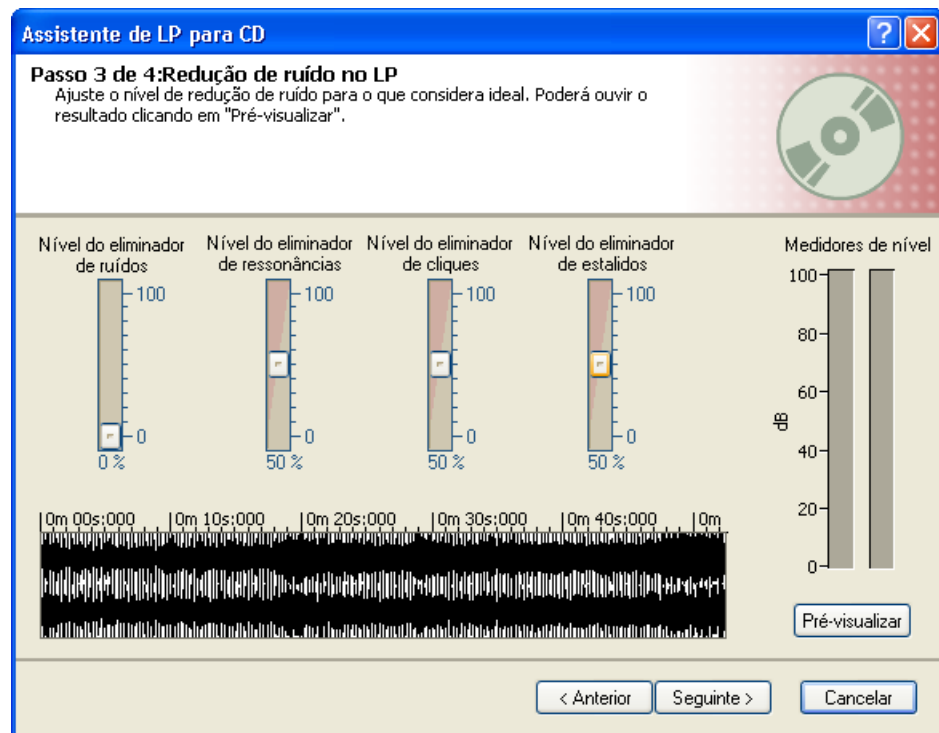 Assistente de LP para CD
Passo 3 de 4:Redução de ruído no LP
Ajuste o nível de redução de ruído para o que considera ideal. Poderá ouvir o
resultado clicando em "Pré-visualizar".
Nível do eliminador
de ruídos
Nível do eliminador
de ressonâncias
Nível do eliminador
de cliques
Nível do eliminador
de estalidos
Medidores de nível
100
100
100
100
0
0
0
0
0 %
50 %
50 %
50 %
100
80
60
40
20
0
dB
0m 00s:000 0m 10s:000 0m 20s:000 0m 30s:000 0m 40s:000 0m
Pré-visualizar
< Anterior
Seguinte >
Cancelar